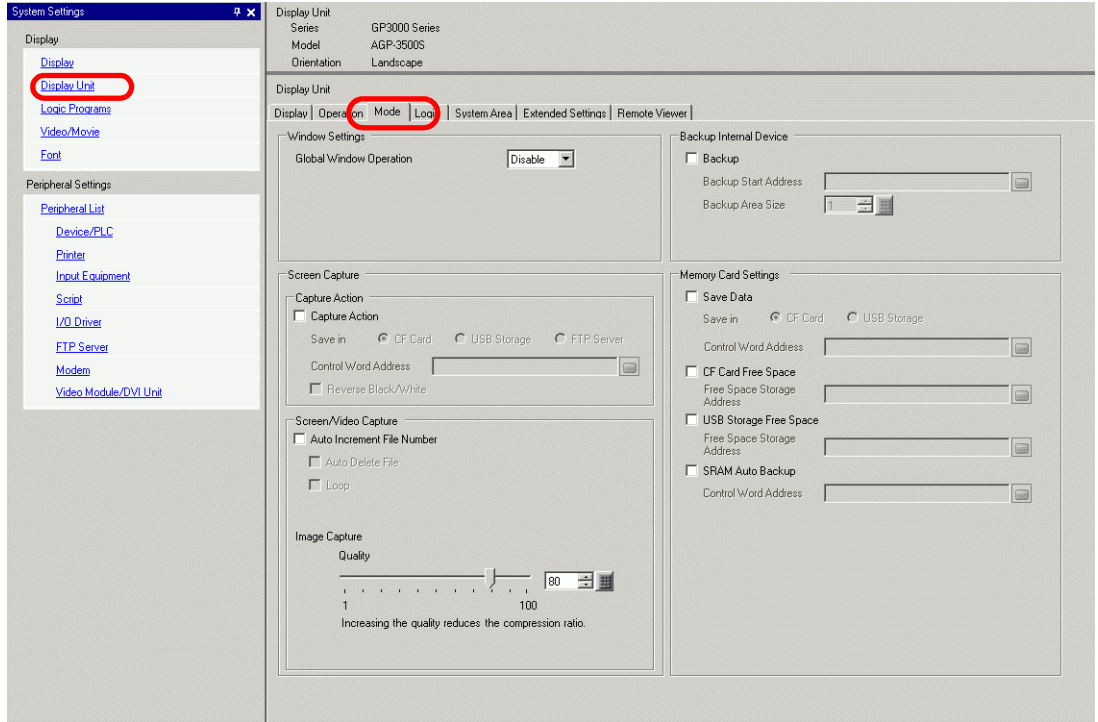 System Settings
Display
Display
Display Unit
Logic Programs
Video/Movie
Font
Peripheral Settings
Peripheral List
Device/PLC
Printer
Input Equipment
Script
I/O Driver
FTP Server
Modem
Video Module/DVI Unit
Display Unit
Series GP3000 Series
Model AGP-3500S
Orientation Landscape
Display Unit
Display Operation Mode Logic System Area Extended Settings Remote Viewer
Window Settings
Global Window Operation Disable
Screen Capture
Capture Action
Capture Action
Save in CF Card USB Storage FTP Server
Control Word Address
Reverse Black/White
Screen/Video Capture
Auto Increment File Number
Auto Delete File
Loop
Image Capture
Quality
80
1 100
Increasing the quality reduces the compression ratio.
Backup Internal Device
Backup
Backup Start Address
Backup Area Size 1
Memory Card Settings
Save Data
Save in CF Card USB Storage
Control Word Address
CF Card Free Space
Free Space Storage
Address
USB Storage Free Space
Free Space Storage
Address
SRAM Auto Backup
Control Word Address